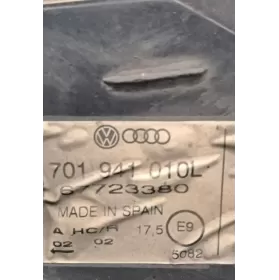 701 941 010L
67723380
MADE IN SPAIN
A HC/R 17,5 E9
02 02 5082